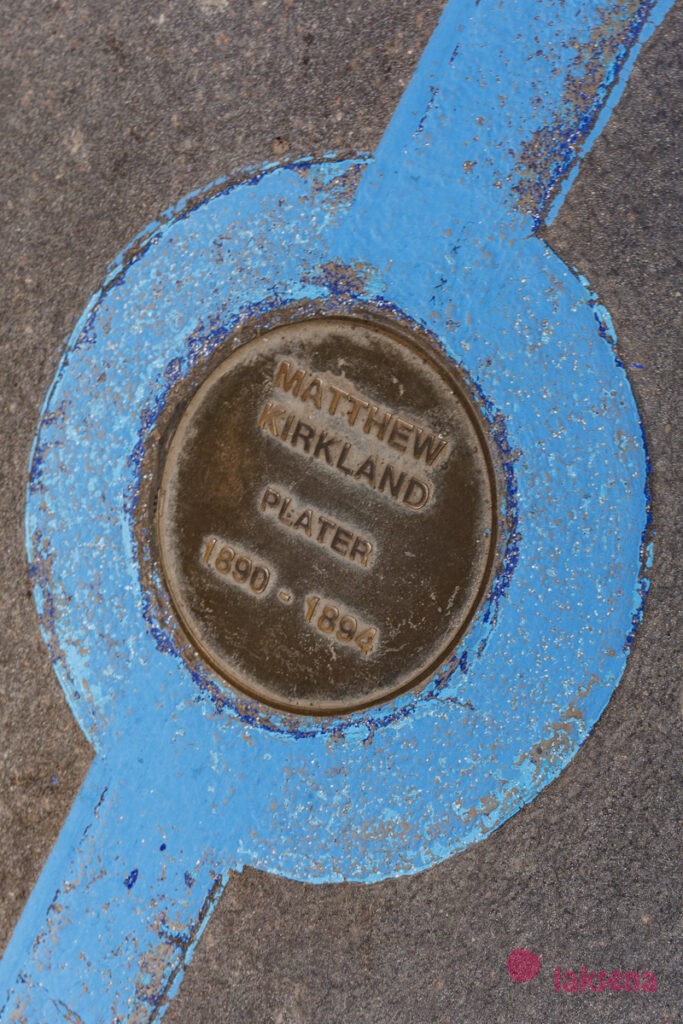 MATTHEW
KIRKLAND
PLATER
1890 - 1894
laksena